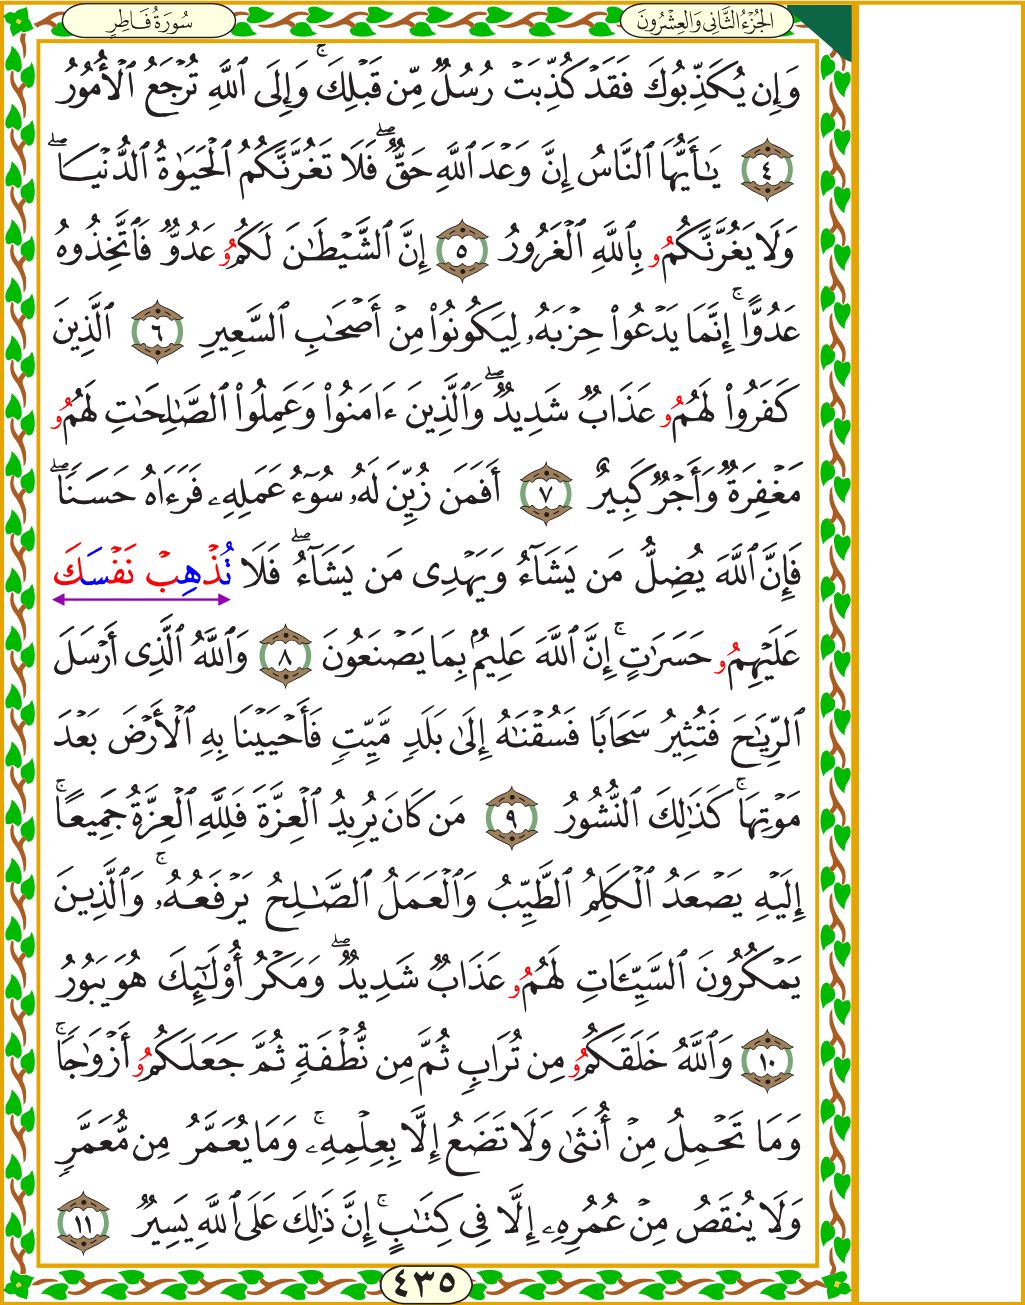 الجُزْءُ الثَّانِي وَالعِشْرُونَ
سُورَةُ فَاطِرٍ
وَإِن يُكَذِّبُوكَ فَقَدۡ كُذِّبَتۡ رُسُلٞ مِّن قَبۡلِكَۚ وَإِلَى ٱللَّهِ تُرۡجَعُ ٱلۡأُمُورُ
٤ يَٰٓأَيُّهَا ٱلنَّاسُ إِنَّ وَعۡدَ ٱللَّهِ حَقّٞۖ فَلَا تَغُرَّنَّكُمُ ٱلۡحَيَوٰةُ ٱلدُّنۡيَاۖ
وَلَا يَغُرَّنَّكُمُو بِٱللَّهِ ٱلۡغَرُورُ ٥ إِنَّ ٱلشَّيۡطَٰنَ لَكُمُو عَدُوّٞ فَٱتَّخِذُوهُ
عَدُوًّاۚ إِنَّمَا يَدۡعُواْ حِزۡبَهُۥ لِيَكُونُواْ مِنۡ أَصۡحَٰبِ ٱلسَّعِيرِ ٦ ٱلَّذِينَ
كَفَرُواْ لَهُمُو عَذَابٞ شَدِيدٞۖ وَٱلَّذِينَ ءَامَنُواْ وَعَمِلُواْ ٱلصَّٰلِحَٰتِ لَهُمُو
مَغۡفِرَةٞ وَأَجۡرٞ كَبِيرٌ ٧ أَفَمَن زُيِّنَ لَهُۥ سُوٓءُ عَمَلِهِۦ فَرَءَاهُ حَسَنٗاۖ
فَإِنَّ ٱللَّهَ يُضِلُّ مَن يَشَآءُ وَيَهۡدِي مَن يَشَآءُۖ فَلَا تُذۡهِبۡ نَفۡسَكَ
عَلَيۡهِمُو حَسَرَٰتٍۚ إِنَّ ٱللَّهَ عَلِيمُۢ بِمَا يَصۡنَعُونَ ٨ وَٱللَّهُ ٱلَّذِيٓ أَرۡسَلَ
ٱلرِّيَٰحَ فَتُثِيرُ سَحَابٗا فَسُقۡنَٰهُ إِلَىٰ بَلَدٖ مَّيِّتٖ فَأَحۡيَيۡنَا بِهِ ٱلۡأَرۡضَ بَعۡدَ
مَوۡتِهَاۚ كَذَٰلِكَ ٱلنُّشُورُ ٩ مَن كَانَ يُرِيدُ ٱلۡعِزَّةَ فَلِلَّهِ ٱلۡعِزَّةُ جَمِيعًاۚ
إِلَيۡهِ يَصۡعَدُ ٱلۡكَلِمُ ٱلطَّيِّبُ وَٱلۡعَمَلُ ٱلصَّٰلِحُ يَرۡفَعُهُۥۚ وَٱلَّذِينَ
يَمۡكُرُونَ ٱلسَّيِّـَٔاتِ لَهُمُو عَذَابٞ شَدِيدٞۖ وَمَكۡرُ أُوْلَٰٓئِكَ هُوَ يَبُورُ
١٠ وَٱللَّهُ خَلَقَكُمُو مِن تُرَابٖ ثُمَّ مِن نُّطۡفَةٖ ثُمَّ جَعَلَكُمُو أَزۡوَٰجٗاۚ
وَمَا تَحۡمِلُ مِنۡ أُنثَىٰ وَلَا تَضَعُ إِلَّا بِعِلۡمِهِۦۚ وَمَا يُعَمَّرُ مِن مُّعَمَّرٖ
وَلَا يُنقَصُ مِنۡ عُمُرِهِۦٓ إِلَّا فِي كِتَٰبٍۚ إِنَّ ذَٰلِكَ عَلَى ٱللَّهِ يَسِيرٞ ١١
٤٣٥